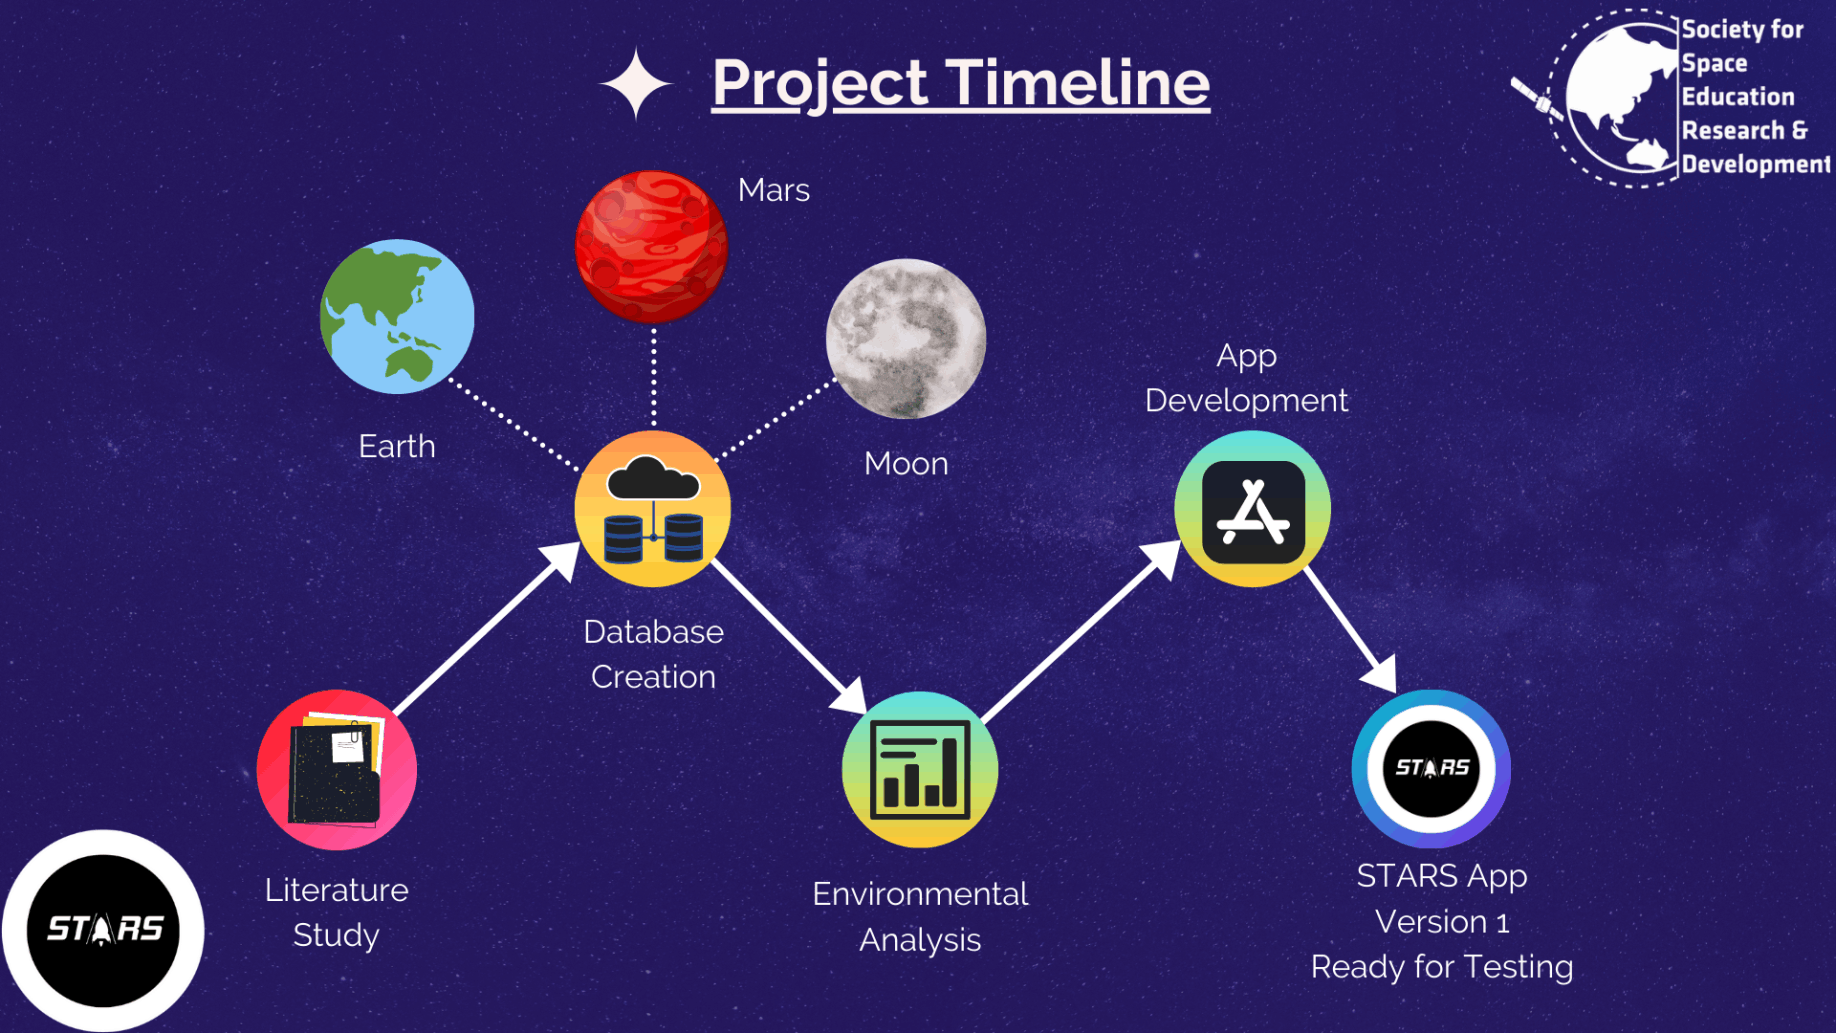 Project Timeline
Society for
Space
Education
Research &
Development
Mars
Earth
Moon
App
Development
Database
Creation
STARS
Literature
Study
Environmental
Analysis
STARS App
Version 1
Ready for Testing
STARS